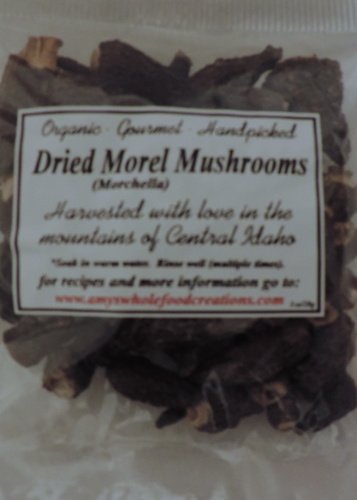 Organic · Gourmet · Handpicked
Dried Morel Mushrooms
(Morchella)
Harvested with love in the
mountains of Central Idaho
*Soak in warm water. Rinse well (multiple times).
for recipes and more information go to:
www.amyswholefoodcreations.com